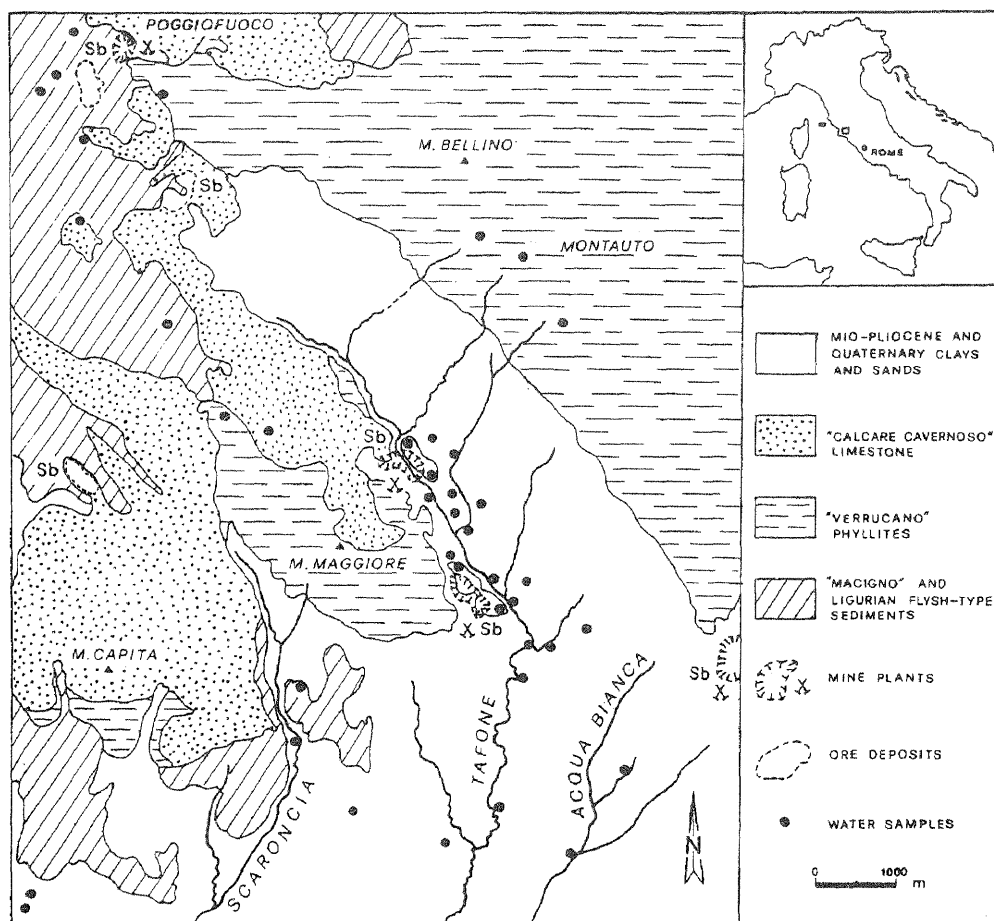 POGGIOFUOCO
Sb
M. BELLINO
Sb
MONTAUTO
Sb
Sb
M. MAGGIORE
Sb
M. CAPITA
Sb
SCARONCIA
TAFONE
ACQUA BIANCA
N
ROME
MIO-PLIOCENE AND
QUATERNARY CLAYS
AND SANDS
"CALCARE CAVERNOSO"
LIMESTONE
"VERRUCANO"
PHYLLITES
"MACIGNO" AND
LIGURIAN FLYSH-TYPE
SEDIMENTS
MINE PLANTS
ORE DEPOSITS
WATER SAMPLES
0 1000 m